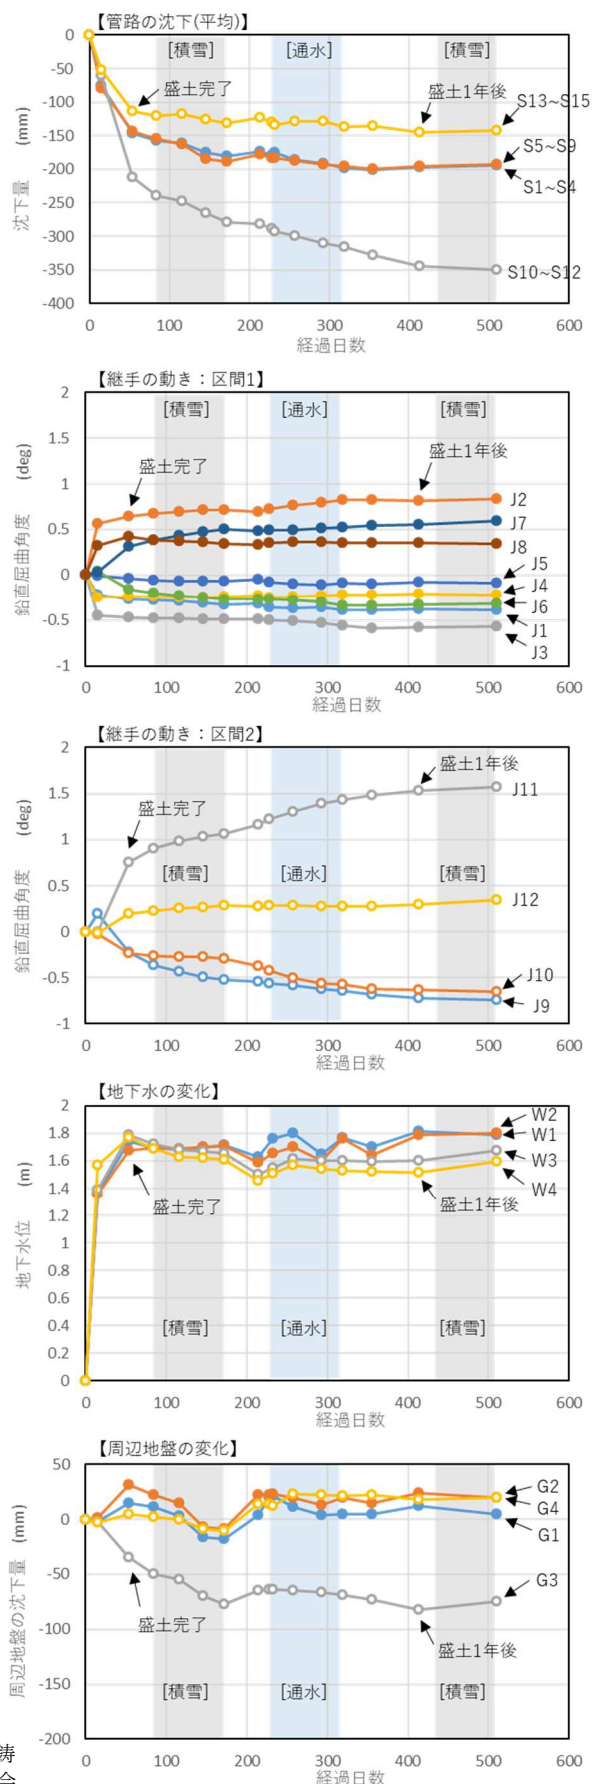 【管路の沈下(平均)】
0
-50
-100
-150
-200
-250
-300
-350
-400
沈下量 (mm)
[積雪]
[通水]
[積雪]
盛土完了
盛土1年後
S13~S15
S5~S9
S1~S4
S10~S12
0 100 200 300 400 500 600
経過日数
【継手の動き：区間1】
2
1.5
1
0.5
0
-0.5
-1
鉛直屈曲角度 (deg)
[積雪]
[通水]
[積雪]
盛土完了
盛土1年後
J2
J7
J8
J5
J4
J6
J1
J3
0 100 200 300 400 500 600
経過日数
【継手の動き：区間2】
2
1.5
1
0.5
0
-0.5
-1
鉛直屈曲角度 (deg)
盛土1年後
盛土完了
[積雪]
[通水]
[積雪]
J11
J12
J10
J9
0 100 200 300 400 500 600
経過日数
【地下水の変化】
2
1.8
1.6
1.4
1.2
1
0.8
0.6
0.4
0.2
0
地下水位 (m)
W2
W1
W3
W4
盛土完了
盛土1年後
[積雪]
[通水]
[積雪]
0 100 200 300 400 500 600
経過日数
【周辺地盤の変化】
50
0
-50
-100
-150
-200
周辺地盤の沈下量 (mm)
G2
G4
G1
G3
盛土完了
盛土1年後
[積雪]
[通水]
[積雪]
0 100 200 300 400 500 600
経過日数
鋳